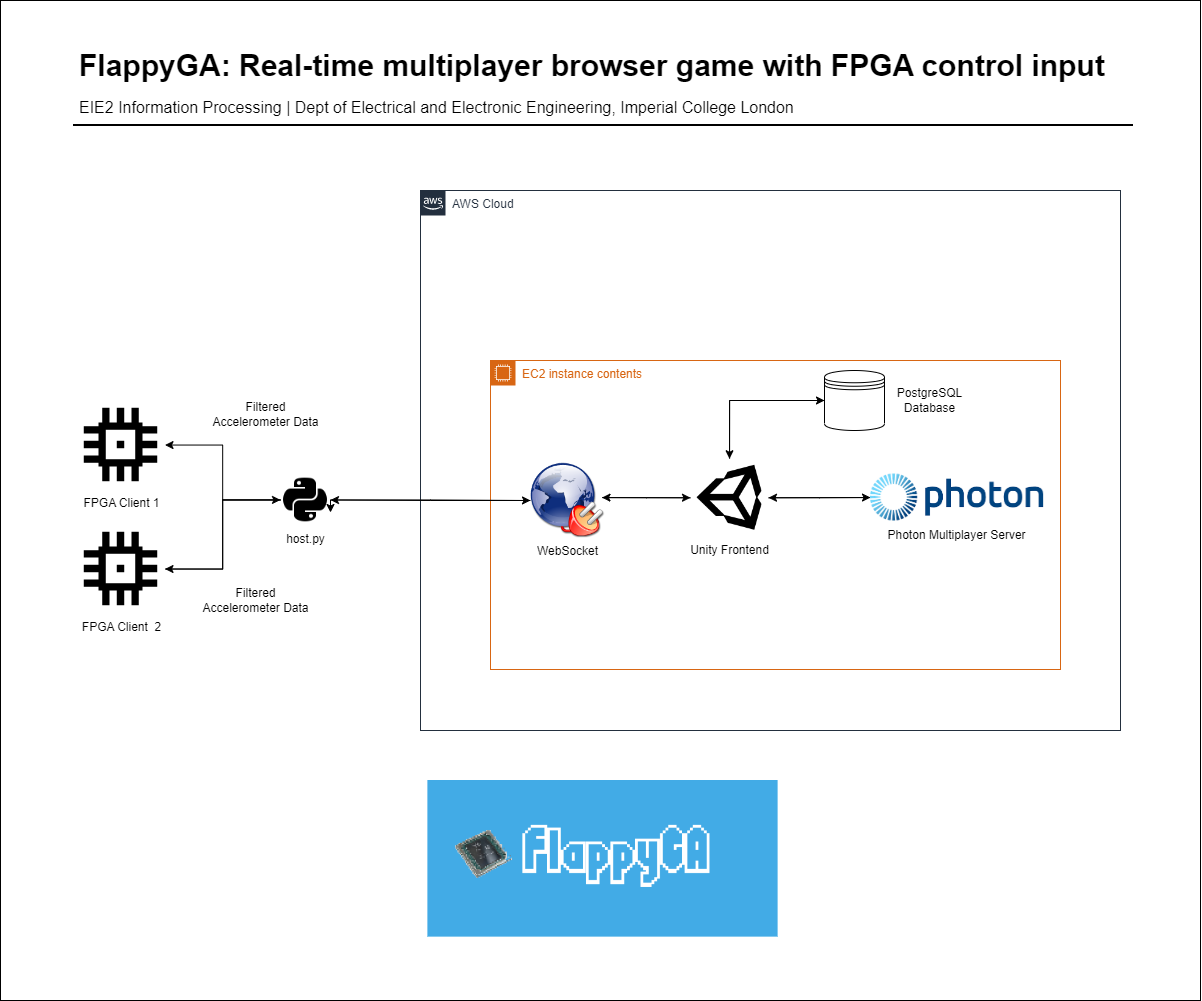 FlappyGA: Real-time multiplayer browser game with FPGA control input
EIE2 Information Processing | Dept of Electrical and Electronic Engineering, Imperial College London
aws
AWS Cloud
EC2 instance contents
PostgreSQL
Database
Filtered
Accelerometer Data
FPGA Client 1
host.py
WebSocket
Unity Frontend
photon
Photon Multiplayer Server
Filtered
Accelerometer Data
FPGA Client 2
FlappyGA